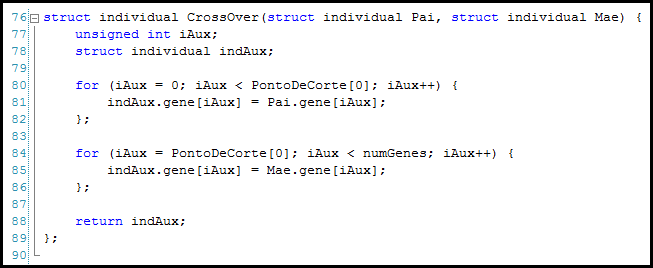 76 struct individual CrossOver(struct individual Pai, struct individual Mae) {
77     unsigned int iAux;
78     struct individual indAux;
79
80     for (iAux = 0; iAux < PontoDeCorte[0]; iAux++) {
81         indAux.gene[iAux] = Pai.gene[iAux];
82     };
83
84     for (iAux = PontoDeCorte[0]; iAux < numGenes; iAux++) {
85         indAux.gene[iAux] = Mae.gene[iAux];
86     };
87
88     return indAux;
89 };
90